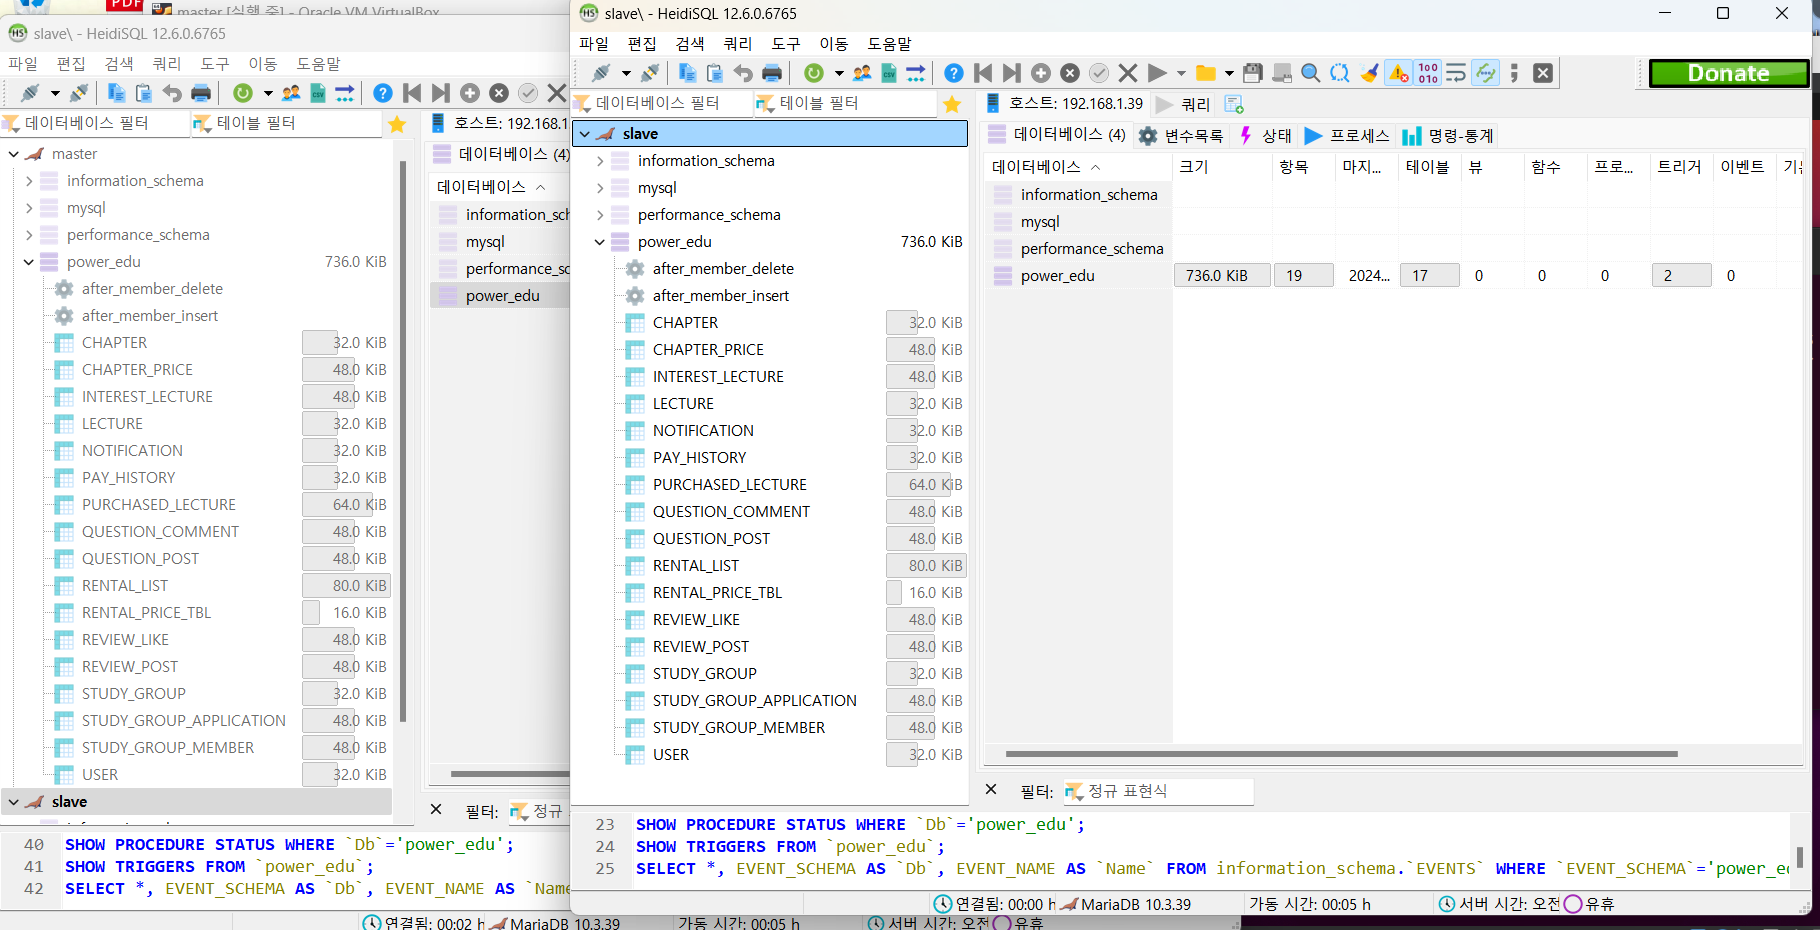 PDF
master [실행 중] - Oracle VM VirtualBox
HS slave\ - HeidiSQL 12.6.0.6765
파일 편집 검색 쿼리 도구 이동 도움말
데이터베이스 필터 테이블 필터
master
information_schema
mysql
performance_schema
power_edu 736.0 KiB
after_member_delete
after_member_insert
CHAPTER 32.0 KiB
CHAPTER_PRICE 48.0 KiB
INTEREST_LECTURE 48.0 KiB
LECTURE 32.0 KiB
NOTIFICATION 32.0 KiB
PAY_HISTORY 32.0 KiB
PURCHASED_LECTURE 64.0 KiB
QUESTION_COMMENT 48.0 KiB
QUESTION_POST 48.0 KiB
RENTAL_LIST 80.0 KiB
RENTAL_PRICE_TBL 16.0 KiB
REVIEW_LIKE 48.0 KiB
REVIEW_POST 48.0 KiB
STUDY_GROUP 32.0 KiB
STUDY_GROUP_APPLICATION 48.0 KiB
STUDY_GROUP_MEMBER 48.0 KiB
USER 32.0 KiB
slave
호스트: 192.168.1
데이터베이스 (4)
데이터베이스
information_sch
mysql
performance_sc
power_edu
필터: 정규
40 SHOW PROCEDURE STATUS WHERE `Db`='power_edu';
41 SHOW TRIGGERS FROM `power_edu`;
42 SELECT *, EVENT_SCHEMA AS `Db`, EVENT_NAME AS `Name
연결됨: 00:02 h MariaDB 10.3.39 가동 시간: 00:05 h 서버 시간: 오전 유휴
HS slave\ - HeidiSQL 12.6.0.6765
파일 편집 검색 쿼리 도구 이동 도움말
Donate
데이터베이스 필터 테이블 필터
slave
information_schema
mysql
performance_schema
power_edu 736.0 KiB
after_member_delete
after_member_insert
CHAPTER 32.0 KiB
CHAPTER_PRICE 48.0 KiB
INTEREST_LECTURE 48.0 KiB
LECTURE 32.0 KiB
NOTIFICATION 32.0 KiB
PAY_HISTORY 32.0 KiB
PURCHASED_LECTURE 64.0 KiB
QUESTION_COMMENT 48.0 KiB
QUESTION_POST 48.0 KiB
RENTAL_LIST 80.0 KiB
RENTAL_PRICE_TBL 16.0 KiB
REVIEW_LIKE 48.0 KiB
REVIEW_POST 48.0 KiB
STUDY_GROUP 32.0 KiB
STUDY_GROUP_APPLICATION 48.0 KiB
STUDY_GROUP_MEMBER 48.0 KiB
USER 32.0 KiB
호스트: 192.168.1.39 쿼리
데이터베이스 (4) 변수목록 상태 프로세스 명령-통계
데이터베이스 크기 항목 마지... 테이블 뷰 함수 프로... 트리거 이벤트 기본
information_schema
mysql
performance_schema
power_edu 736.0 KiB 19 2024... 17 0 0 0 2 0
필터: 정규 표현식
23 SHOW PROCEDURE STATUS WHERE `Db`='power_edu';
24 SHOW TRIGGERS FROM `power_edu`;
25 SELECT *, EVENT_SCHEMA AS `Db`, EVENT_NAME AS `Name` FROM information_schema.`EVENTS` WHERE `EVENT_SCHEMA`='power_ed
연결됨: 00:00 h MariaDB 10.3.39 가동 시간: 00:05 h 서버 시간: 오전 유휴